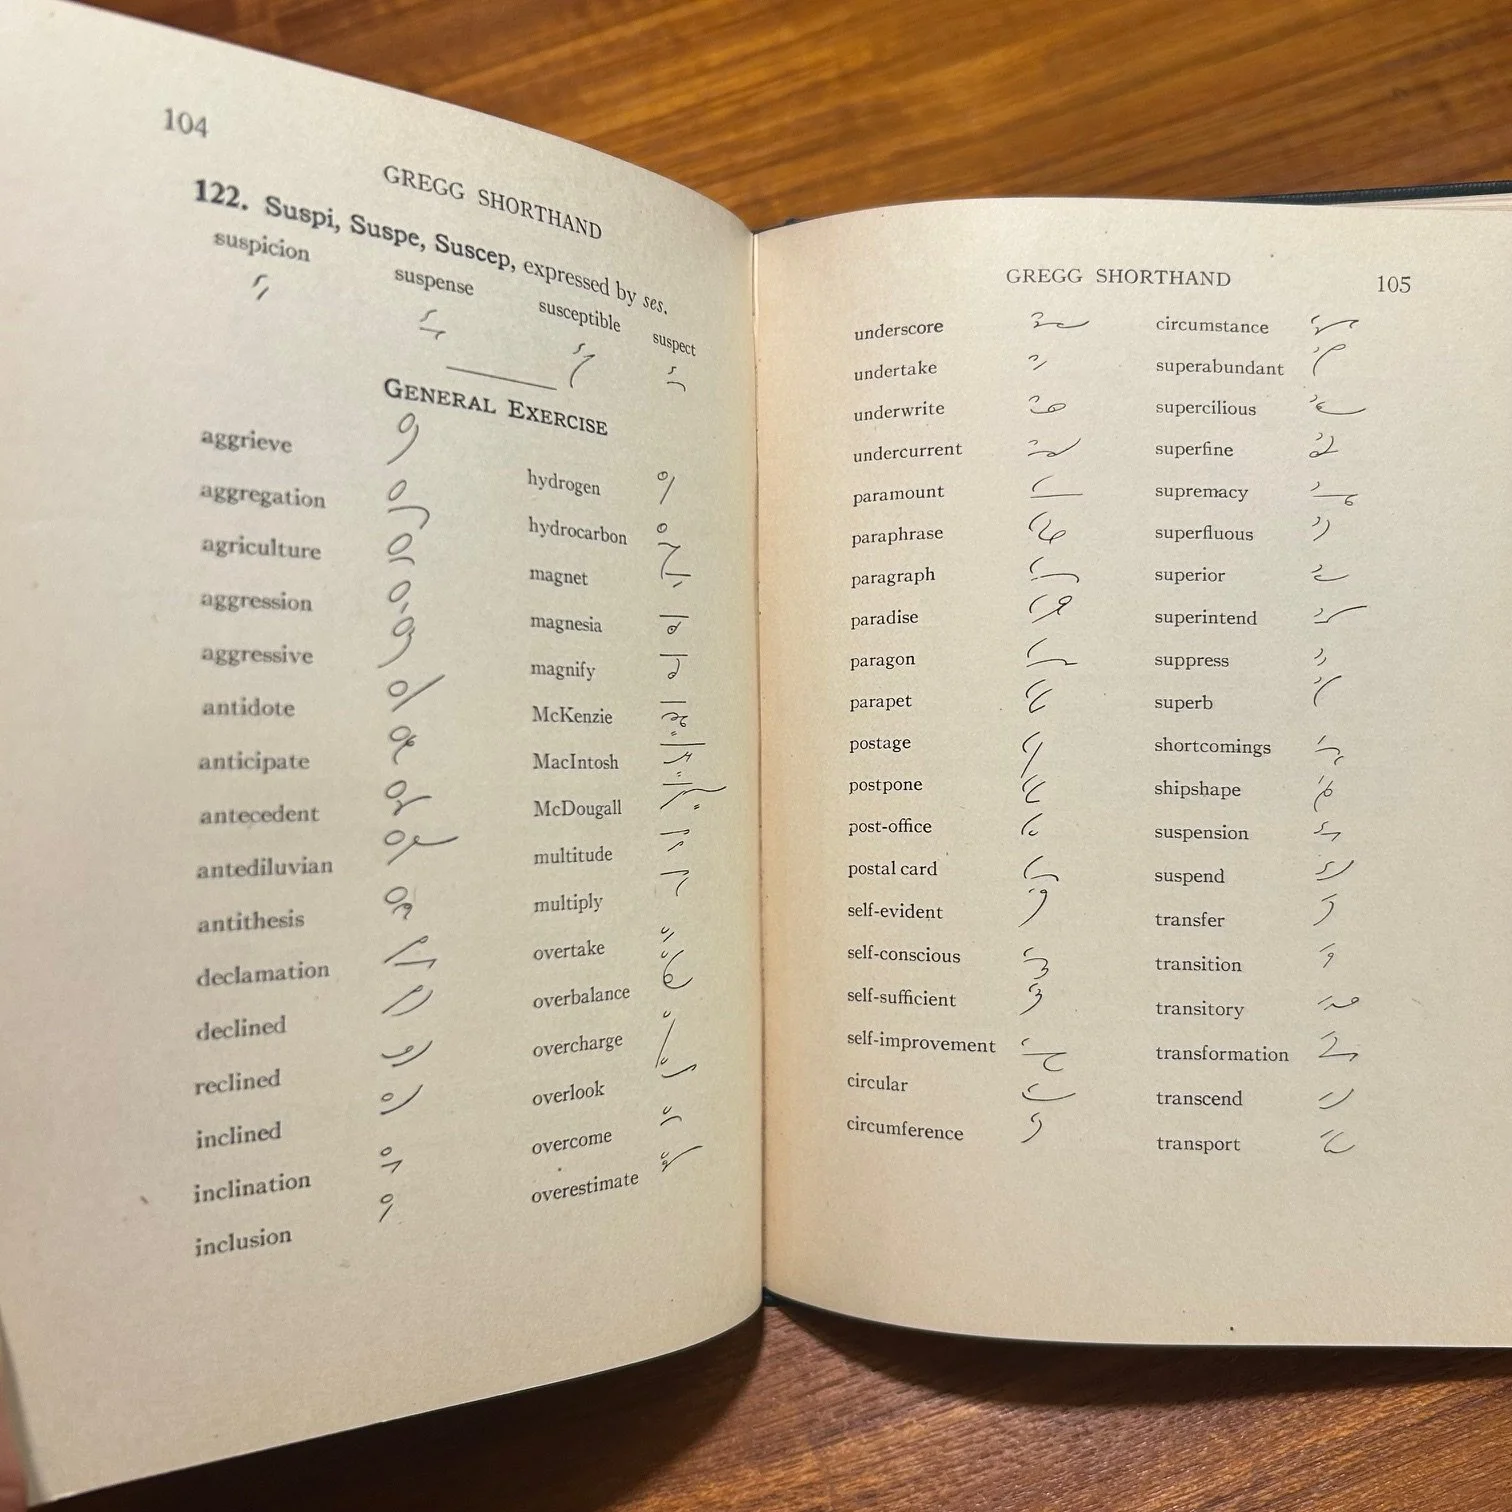 104
GREGG SHORTHAND
122. Suspi, Suspe, Suscep, expressed by ses.
suspicion suspense susceptible suspect
GENERAL EXERCISE
aggrieve
aggregation
agriculture
aggression
aggressive
antidote
anticipate
antecedent
antediluvian
antithesis
declamation
declined
reclined
inclined
inclination
inclusion
hydrogen
hydrocarbon
magnet
magnesia
magnify
McKenzie
MacIntosh
McDougall
multitude
multiply
overtake
overbalance
overcharge
overlook
overcome
overestimate
GREGG SHORTHAND 105
underscore
undertake
underwrite
undercurrent
paramount
paraphrase
paragraph
paradise
paragon
parapet
postage
postpone
post-office
postal card
self-evident
self-conscious
self-sufficient
self-improvement
circular
circumference
circumstance
superabundant
supercilious
superfine
supremacy
superfluous
superior
superintend
suppress
superb
shortcomings
shipshape
suspension
suspend
transfer
transition
transitory
transformation
transcend
transport